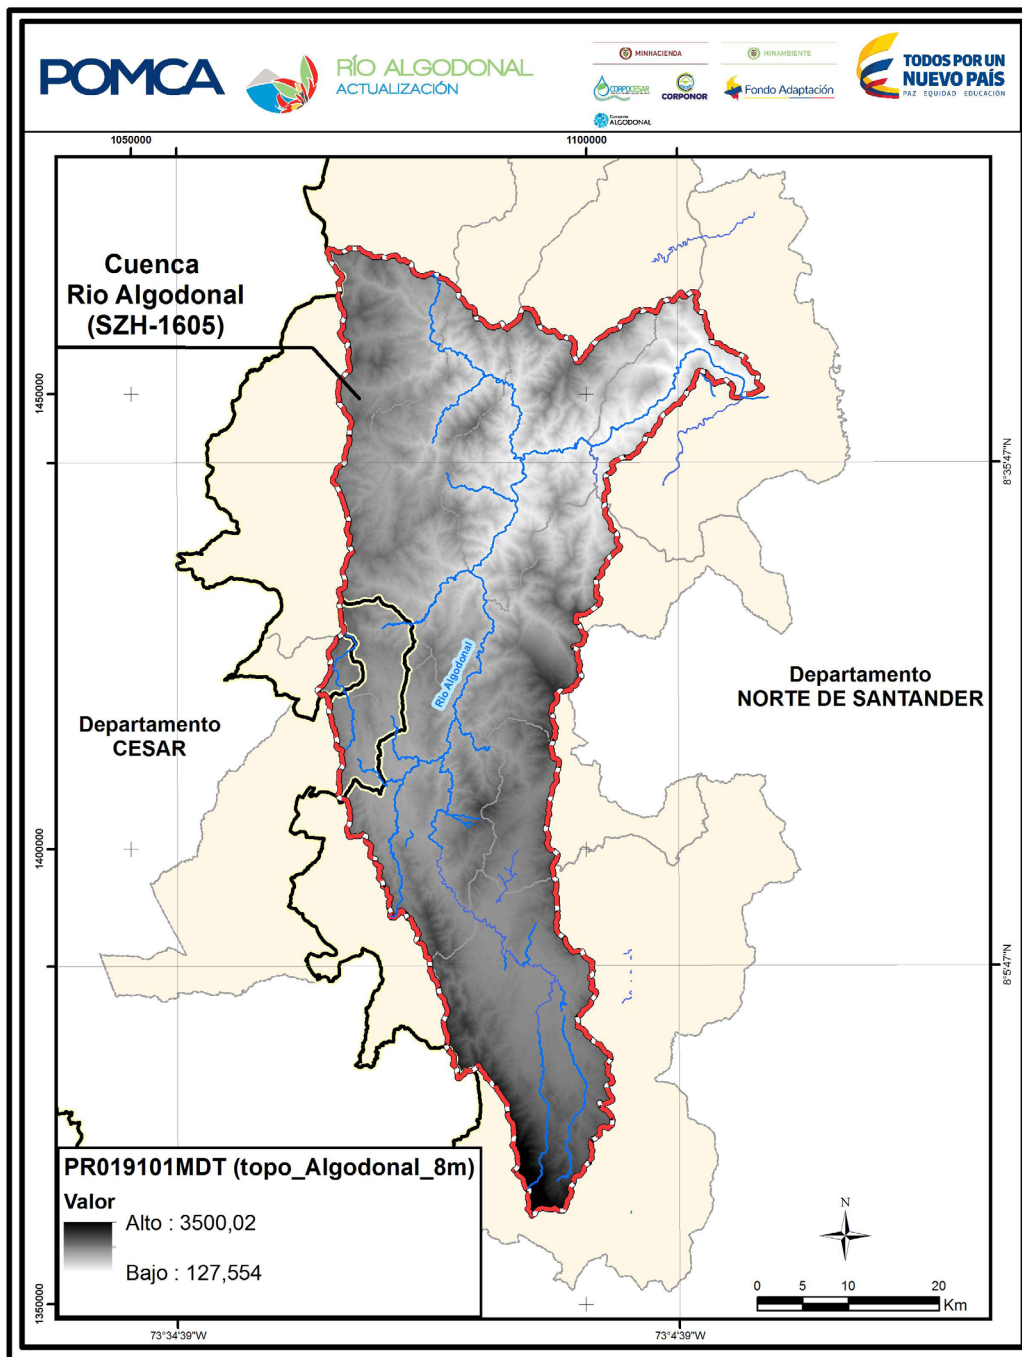 POMCA
RÍO ALGODONAL
ACTUALIZACIÓN
MINHACIENDA
MINAMBIENTE
CORPOCESAR
CORPONOR
Fondo Adaptación
Consorcio
ALGODONAL
TODOS POR UN
NUEVO PAÍS
PAZ EQUIDAD EDUCACIÓN
1050000
1100000
Cuenca
Rio Algodonal
(SZH-1605)
1450000
8°35'47"N
Rio Algodonal
Departamento
NORTE DE SANTANDER
Departamento
CESAR
1400000
8°5'47"N
PR019101MDT (topo_Algodonal_8m)
Valor
Alto : 3500,02
Bajo : 127,554
N
0 5 10 20
Km
1350000
73°34'39"W
73°4'39"W